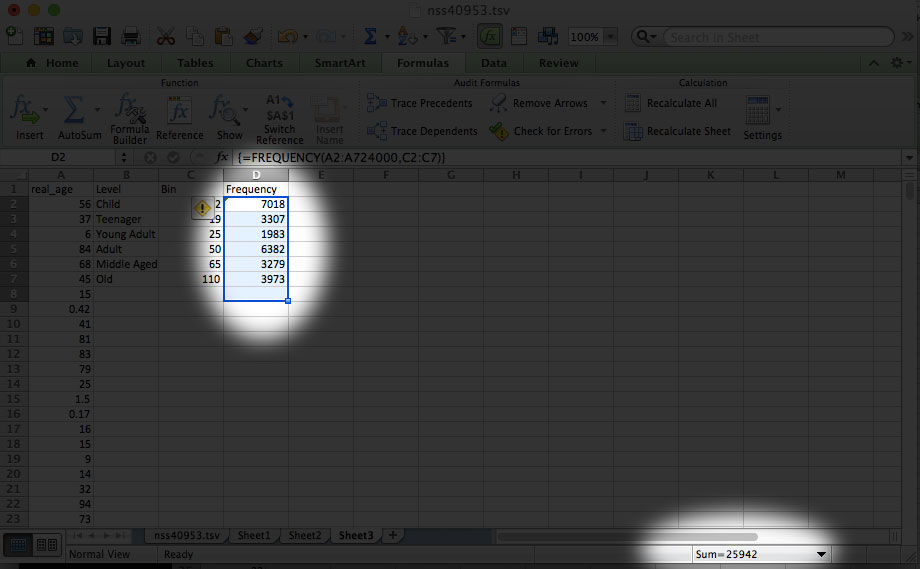 nss40953.tsv
100%
Search in Sheet
Home Layout Tables Charts SmartArt Formulas Data Review
Function Audit Formulas Calculation
Insert AutoSum Formula Builder Reference Show A1 $A$1 Switch Reference Insert Name
Trace Precedents Remove Arrows Recalculate All
Trace Dependents Check for Errors Recalculate Sheet Settings
D2 fx {=FREQUENCY(A2:A724000,C2:C7)}
A B C D E F G H I J K L M
1 real_age Level Bin Frequency
2 56 Child 2 7018
3 37 Teenager 19 3307
4 6 Young Adult 25 1983
5 84 Adult 50 6382
6 68 Middle Aged 65 3279
7 45 Old 110 3973
8 15
9 0.42
10 41
11 81
12 83
13 79
14 25
15 1.5
16 0.17
17 16
18 15
19 9
20 14
21 32
22 94
23 73
nss40953.tsv Sheet1 Sheet2 Sheet3 +
Normal View Ready Sum=25942